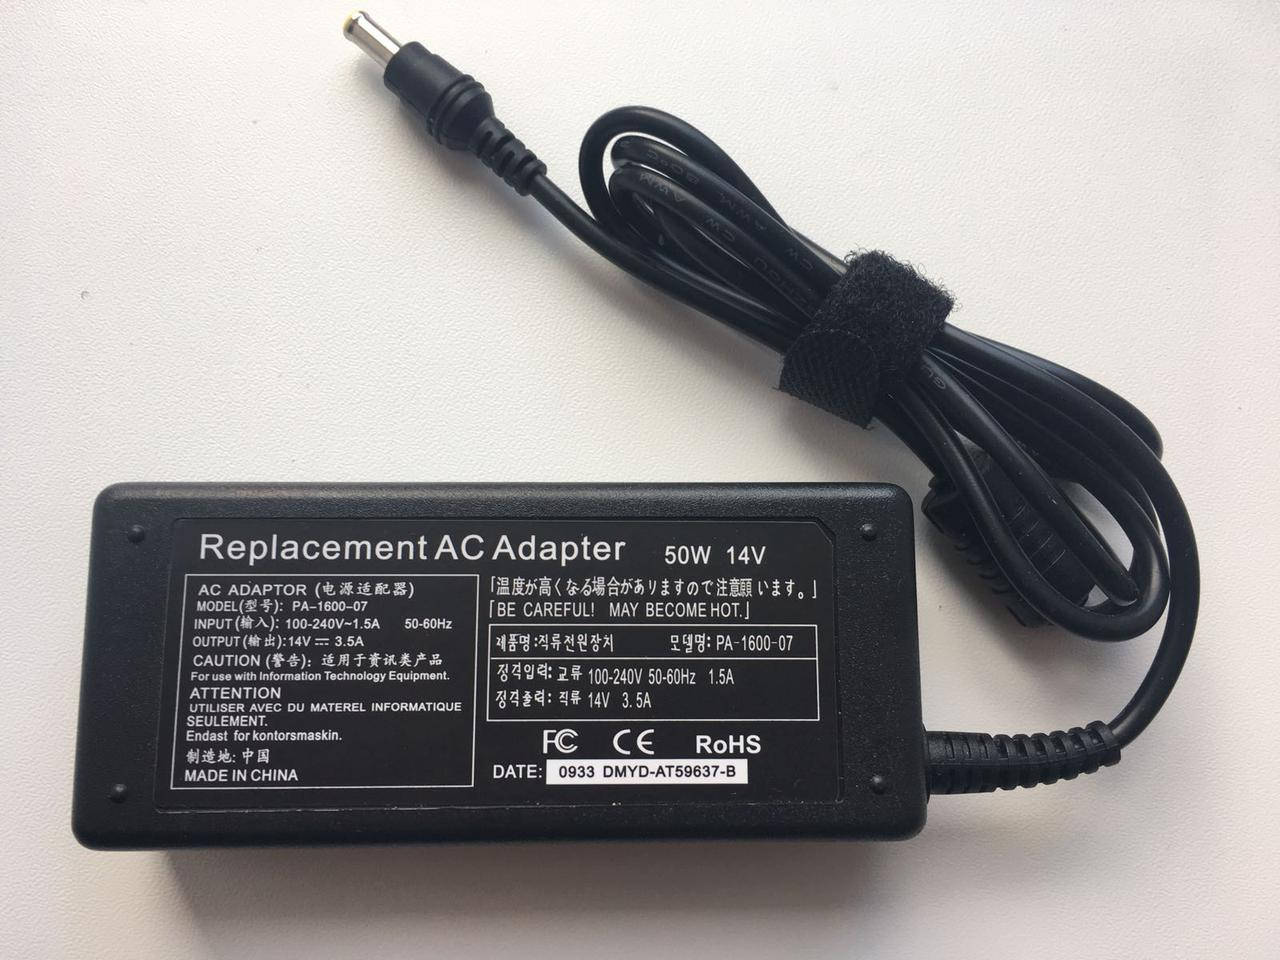 Replacement AC Adapter 50W 14V
AC ADAPTOR (电源适配器)
MODEL(型号): PA-1600-07
INPUT(输入): 100-240V~1.5A 50-60Hz
OUTPUT(输出):14V ⎓ 3.5A
CAUTION (警告): 适用于资讯类产品
For use with Information Technology Equipment.
ATTENTION
UTILISER AVEC DU MATEREL INFORMATIQUE
SEULEMENT.
Endast for kontorsmaskin.
制造地: 中国
MADE IN CHINA
「温度が高くなる場合がありますので注意願います。」
「BE CAREFUL! MAY BECOME HOT.」
제품명:직류전원장치 모델명: PA-1600-07
정격입력: 교류 100-240V 50-60Hz 1.5A
정격출력: 직류 14V 3.5A
FC CE RoHS
DATE: 0933 DMYD-AT59637-B